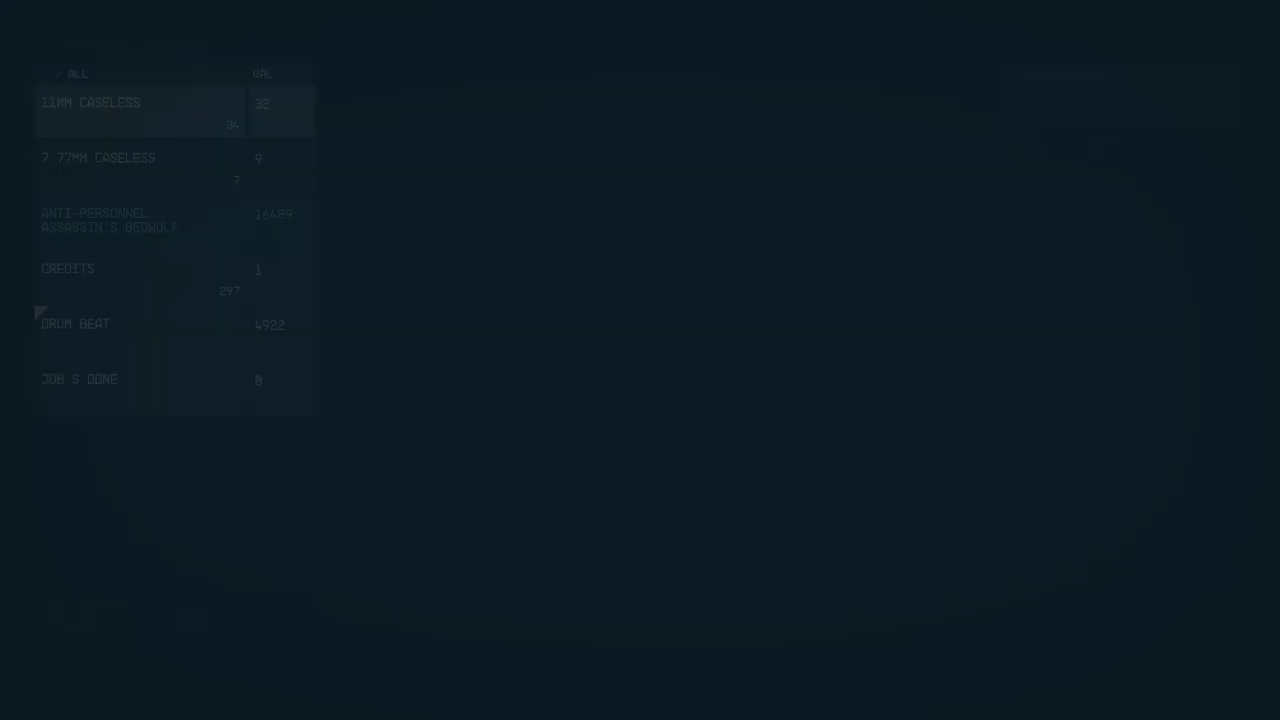 ALL VAL
11MM CASELESS 32
34
7 77MM CASELESS 9
7
ANTI-PERSONNEL 16489
ASSASSIN'S BEOWULF
CREDITS 1
297
DRUM BEAT 4922
JOB S DONE 0